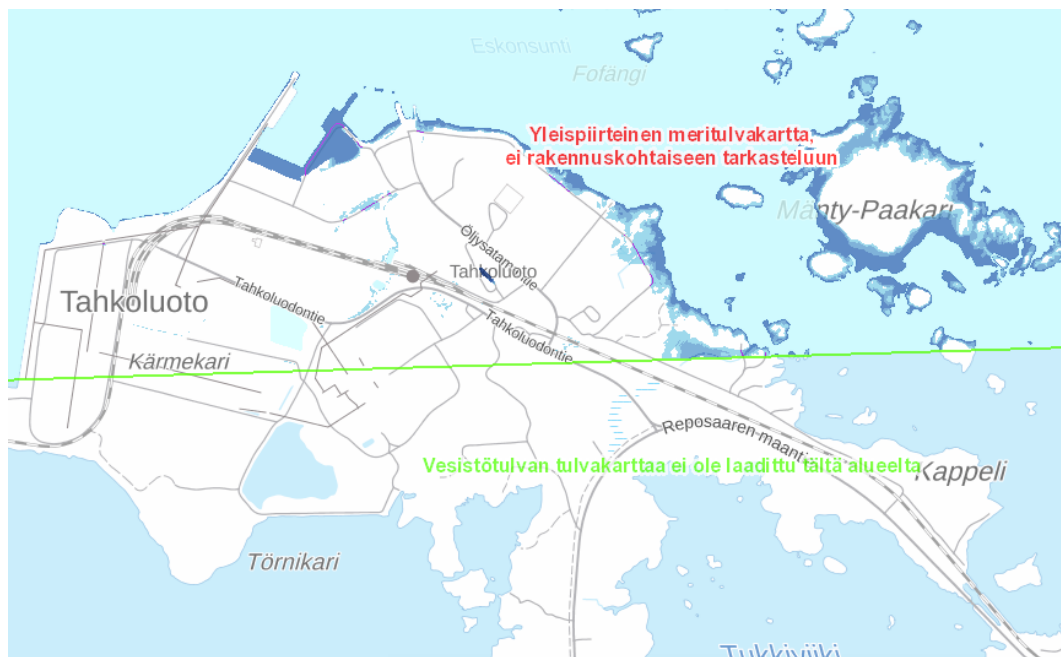 Eskonsunti
Fofängi
Yleispiirteinen meritulvakartta,
ei rakennuskohtaiseen tarkasteluun
Mänty-Paakari
Öljysatamantie
Tahkoluoto
Tahkoluoto
Tahkoluodontie
Tahkoluodontie
Kärmekari
Reposaaren maanti
Vesistötulvan tulvakarttaa ei ole laadittu tältä alueelta
Kappeli
Törnikari
Tukkiviiki